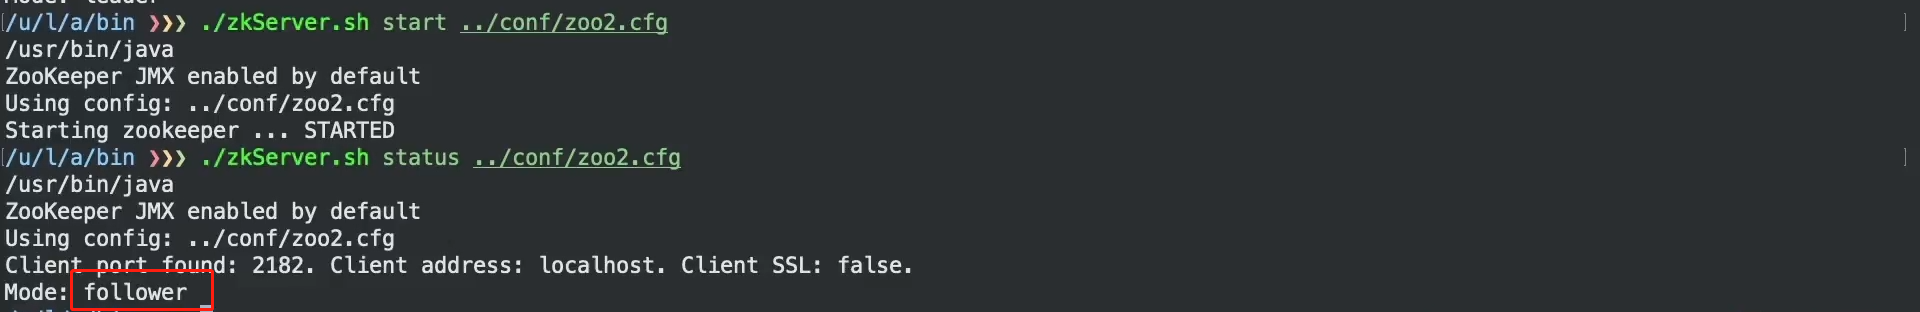 Mode: leader
/u/l/a/bin ❯❯❯ ./zkServer.sh start ../conf/zoo2.cfg
/usr/bin/java
ZooKeeper JMX enabled by default
Using config: ../conf/zoo2.cfg
Starting zookeeper ... STARTED
/u/l/a/bin ❯❯❯ ./zkServer.sh status ../conf/zoo2.cfg
/usr/bin/java
ZooKeeper JMX enabled by default
Using config: ../conf/zoo2.cfg
Client port found: 2182. Client address: localhost. Client SSL: false.
Mode: follower